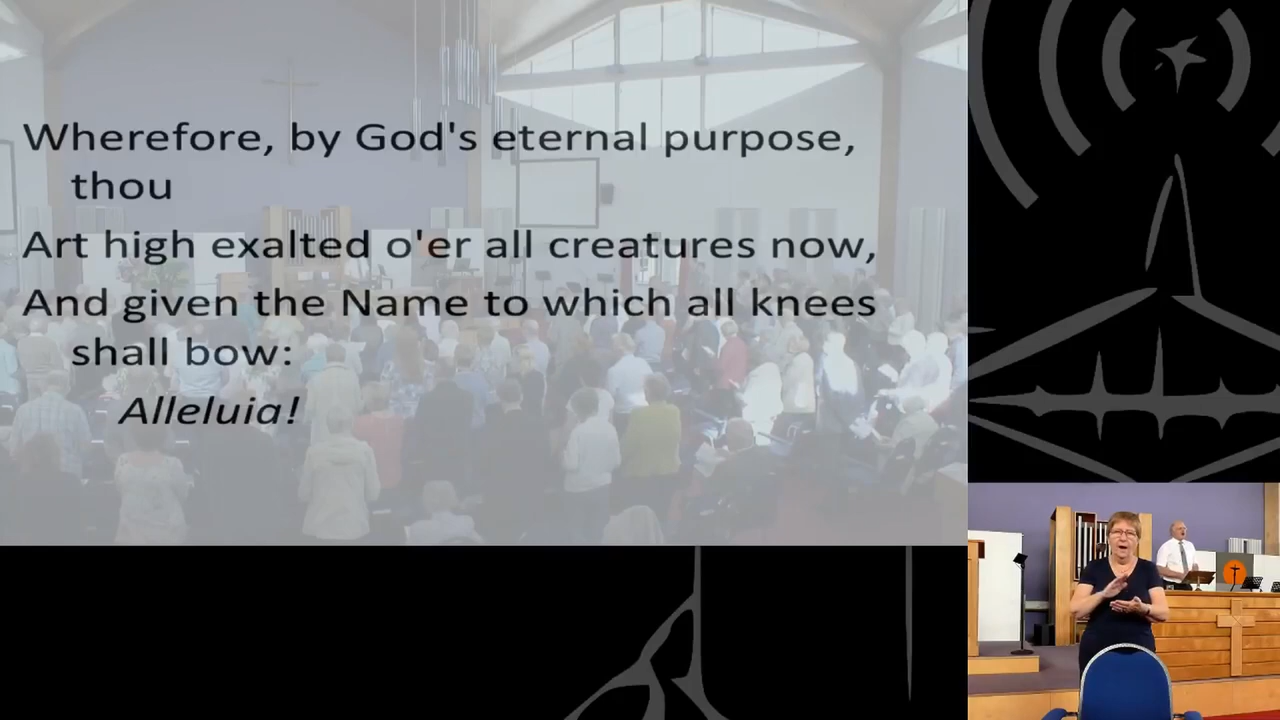 Wherefore, by God's eternal purpose,
thou
Art high exalted o'er all creatures now,
And given the Name to which all knees
shall bow:
Alleluia!